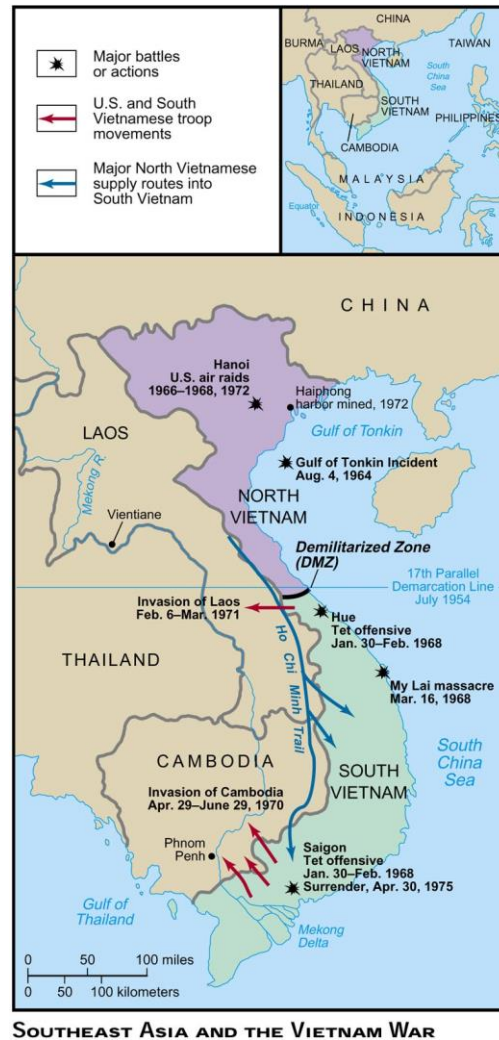 Major battles
or actions
U.S. and South
Vietnamese troop
movements
Major North Vietnamese
supply routes into
South Vietnam
CHINA
BURMA
LAOS
NORTH
VIETNAM
TAIWAN
South
China
Sea
THAILAND
SOUTH
VIETNAM
PHILIPPINES
CAMBODIA
MALAYSIA
Equator
INDONESIA
CHINA
Hanoi
U.S. air raids
1966–1968, 1972
Haiphong
harbor mined, 1972
Gulf of Tonkin
LAOS
Mekong R.
Gulf of Tonkin Incident
Aug. 4, 1964
Vientiane
NORTH
VIETNAM
Demilitarized Zone
(DMZ)
17th Parallel
Demarcation Line
July 1954
Invasion of Laos
Feb. 6–Mar. 1971
Hue
Tet offensive
Jan. 30–Feb. 1968
Ho Chi Minh Trail
THAILAND
My Lai massacre
Mar. 16, 1968
CAMBODIA
South
China
Sea
Invasion of Cambodia
Apr. 29–June 29, 1970
SOUTH
VIETNAM
Phnom
Penh
Saigon
Tet offensive
Jan. 30–Feb. 1968
Surrender, Apr. 30, 1975
Gulf of
Thailand
Mekong
Delta
0 50 100 miles
0 50 100 kilometers
SOUTHEAST ASIA AND THE VIETNAM WAR